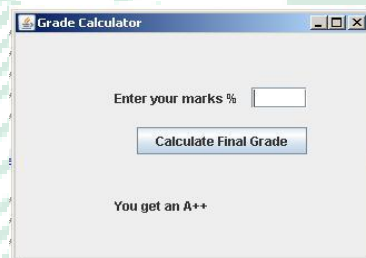 Grade Calculator
Enter your marks %
Calculate Final Grade
You get an A++